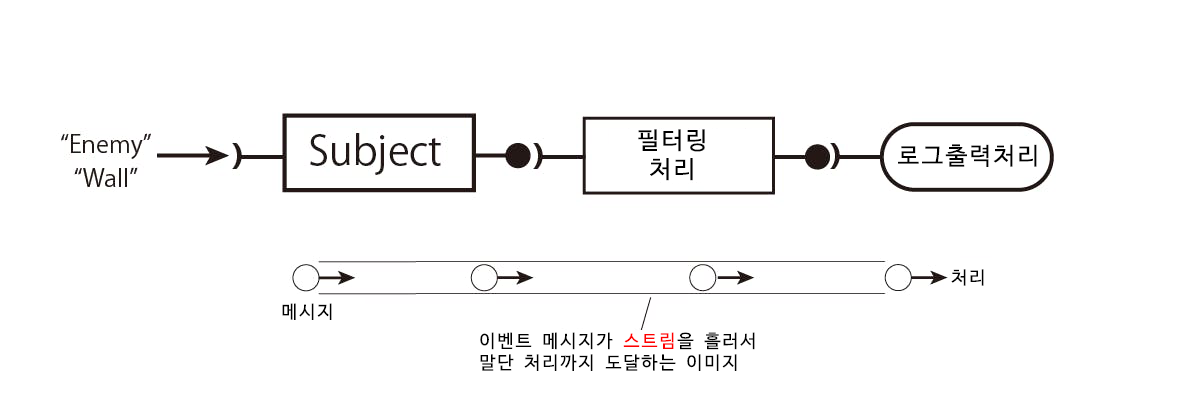 “Enemy”
“Wall”
Subject
필터링
처리
로그출력처리
메시지
처리
이벤트 메시지가 스트림을 흘러서
말단 처리까지 도달하는 이미지